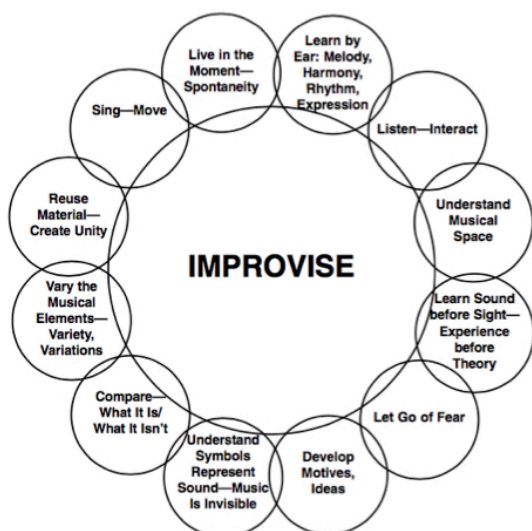 Live in the
Moment—
Spontaneity
Learn by
Ear: Melody,
Harmony,
Rhythm,
Expression
Listen—Interact
Understand
Musical
Space
Learn Sound
before Sight—
Experience
before
Theory
Let Go of Fear
Develop
Motives,
Ideas
Understand
Symbols
Represent
Sound—Music
Is Invisible
Compare—
What It Is/
What It Isn't
Vary the
Musical
Elements—
Variety,
Variations
Reuse
Material—
Create Unity
Sing—Move
IMPROVISE